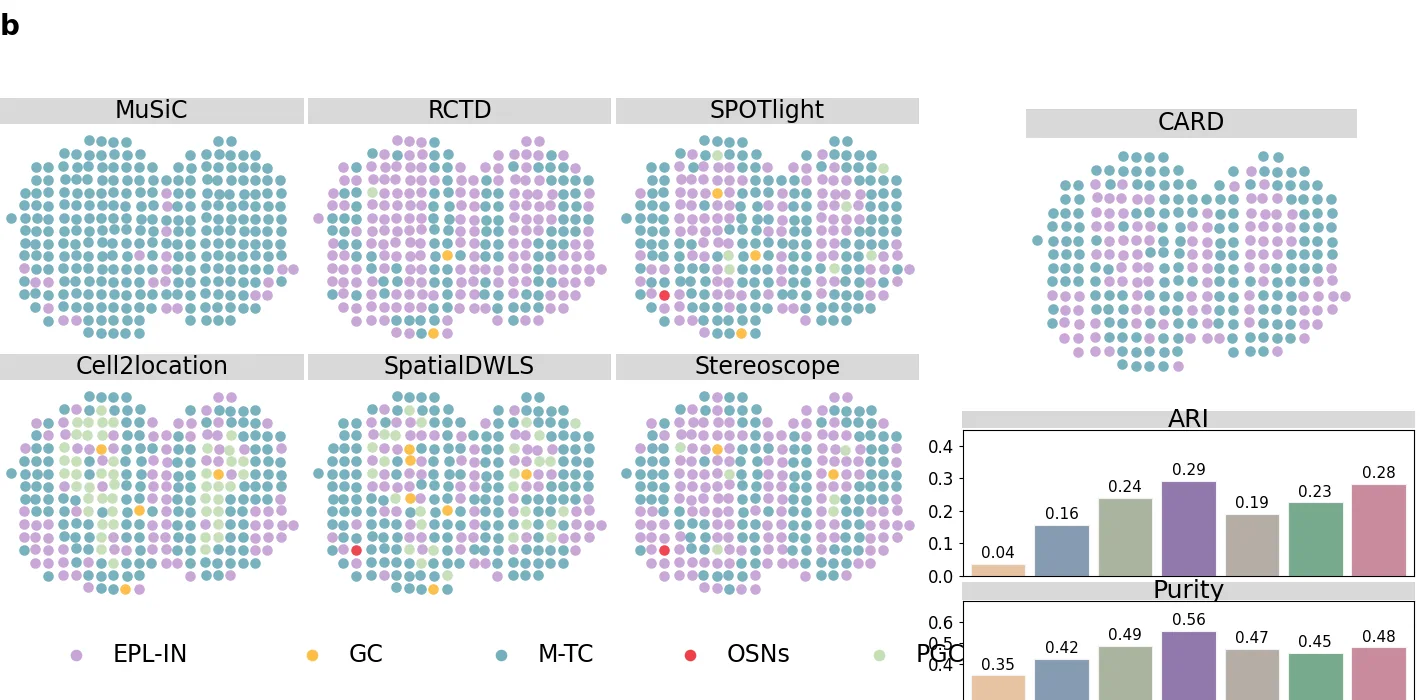 b
MuSiC
RCTD
SPOTlight
CARD
Cell2location
SpatialDWLS
Stereoscope
EPL-IN
GC
M-TC
OSNs
PGC
ARI
0.4
0.3
0.2
0.1
0.0
0.04
0.16
0.24
0.29
0.19
0.23
0.28
Purity
0.6
0.5
0.4
0.35
0.42
0.49
0.56
0.47
0.45
0.48